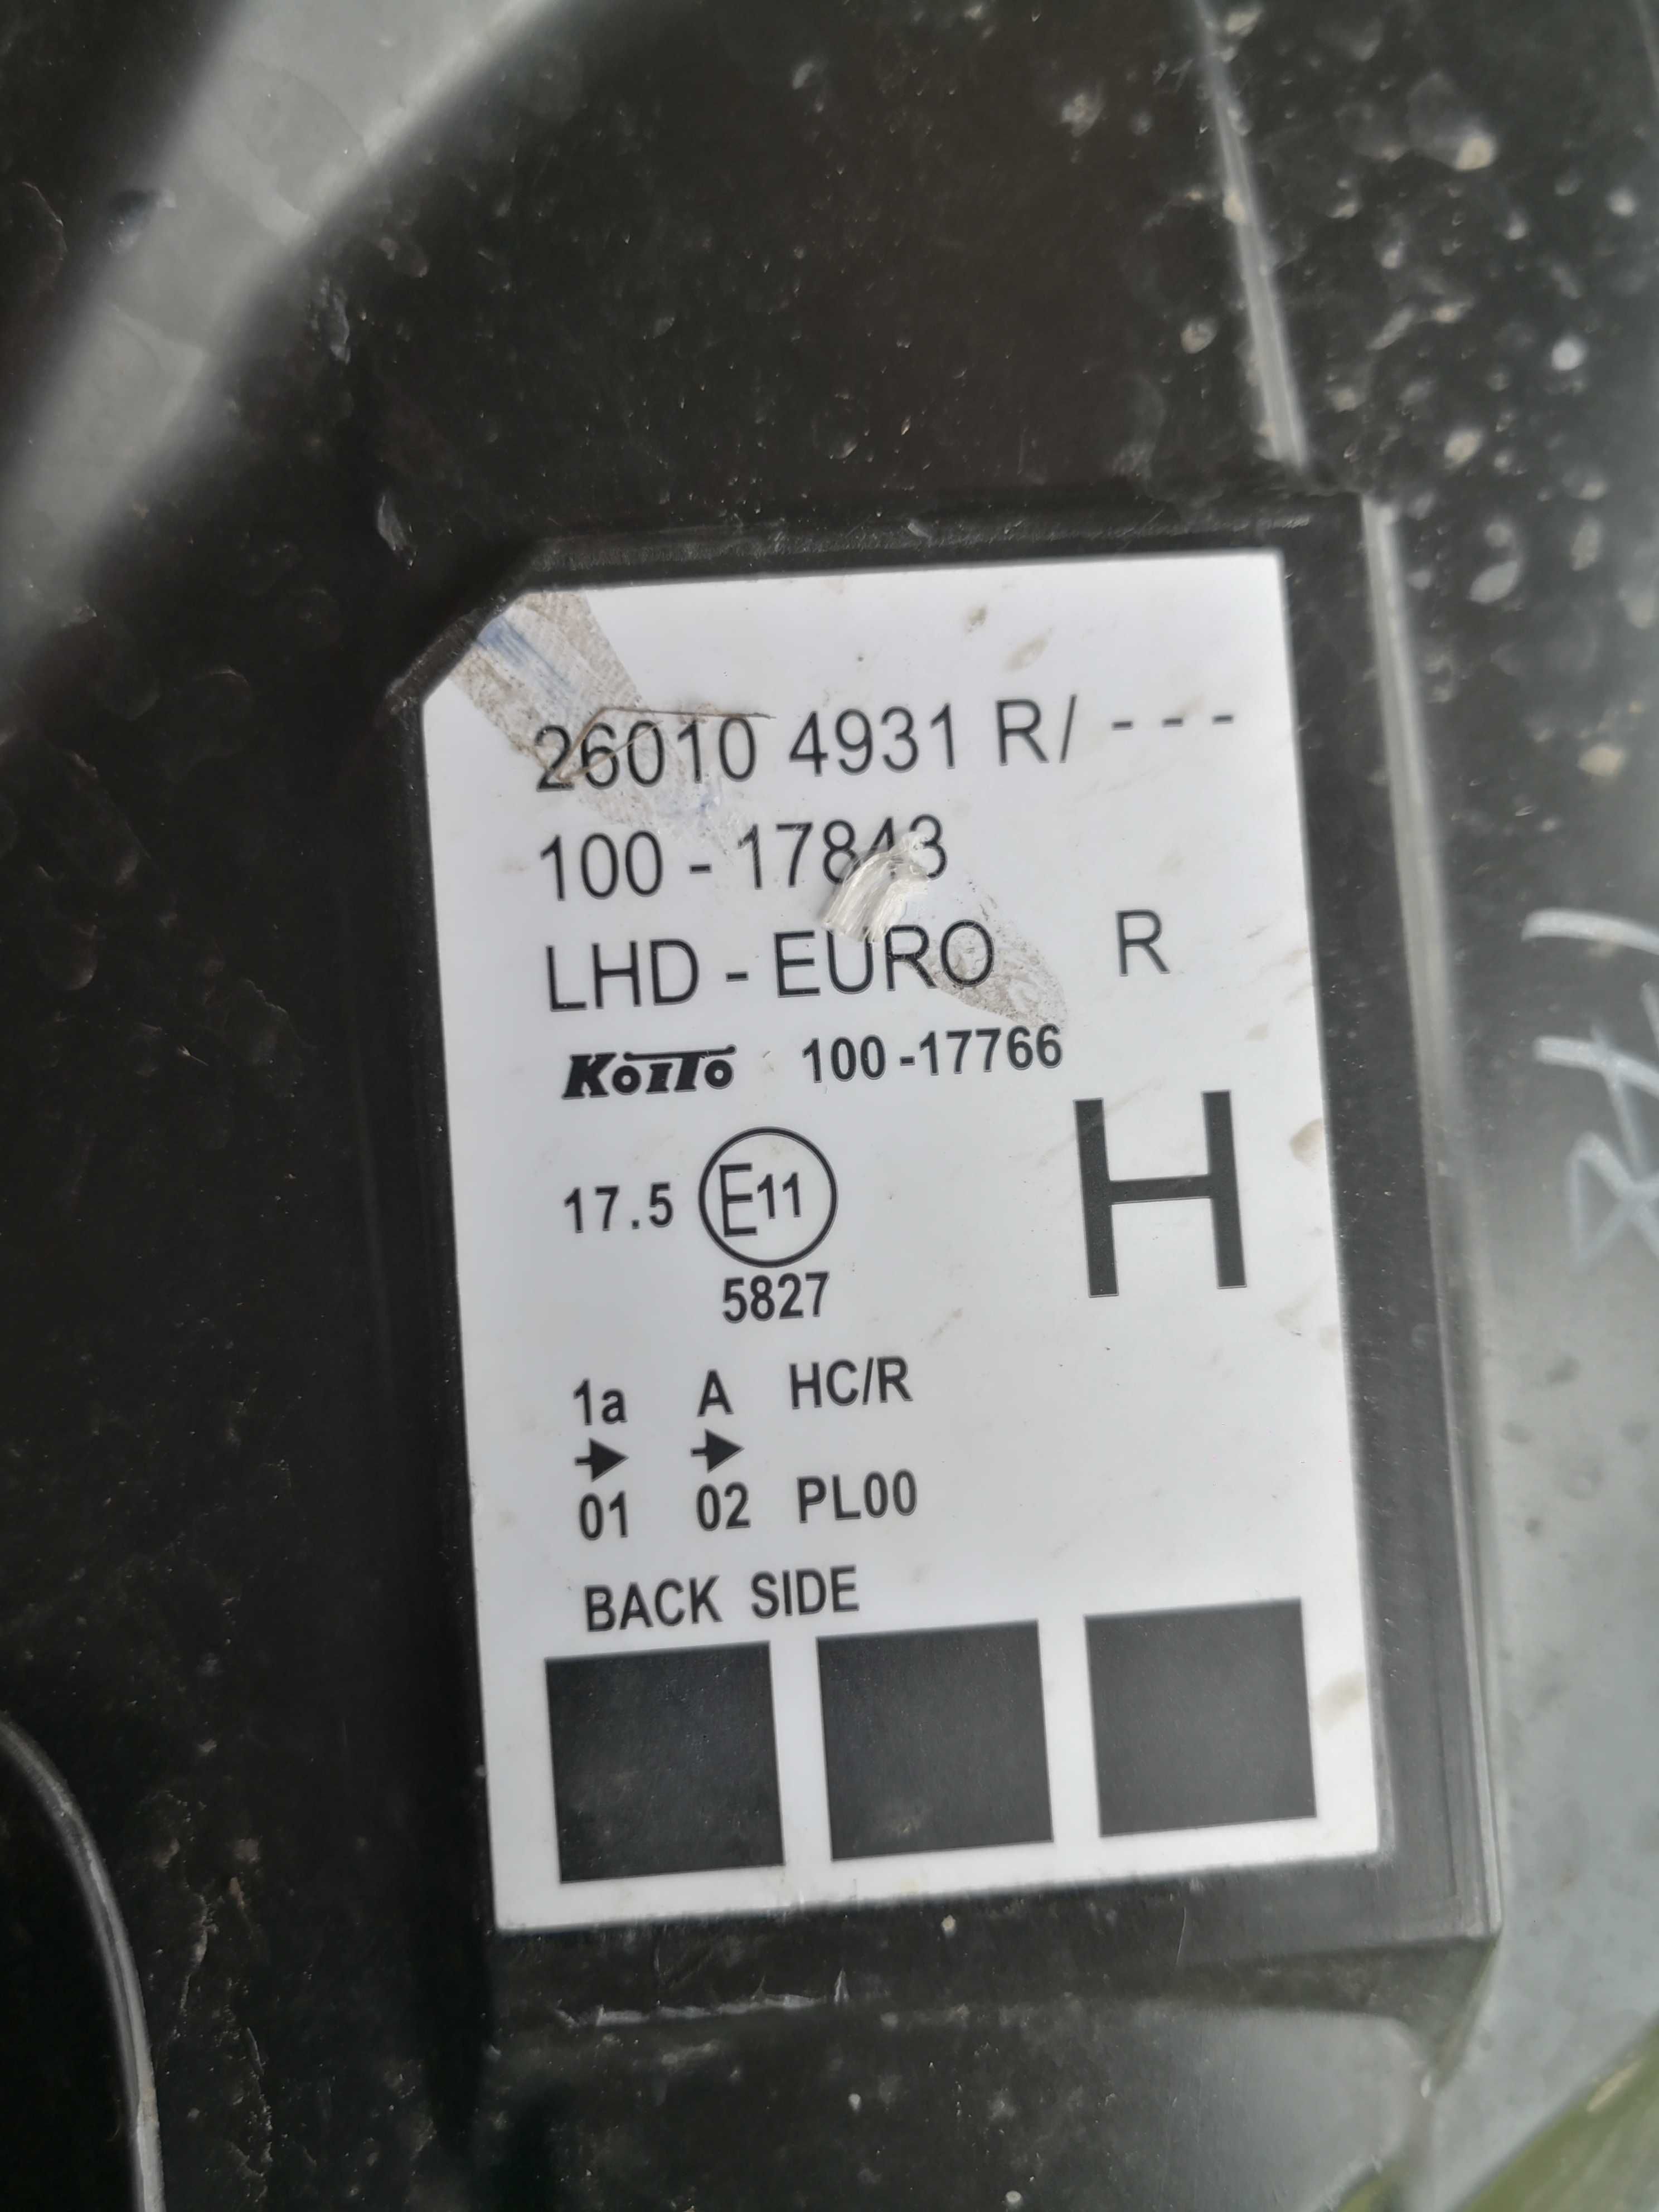 26010 4931 R/ - - -
100 - 17843
LHD - EURO R
KOITO 100 -17766
17.5 E11 H
5827
1a A HC/R
01 02 PL00
BACK SIDE